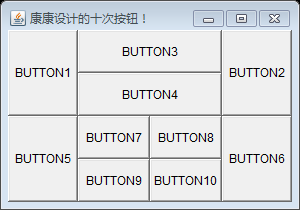 康康设计的十次按钮！
BUTTON1
BUTTON3
BUTTON2
BUTTON4
BUTTON5
BUTTON7
BUTTON8
BUTTON6
BUTTON9
BUTTON10